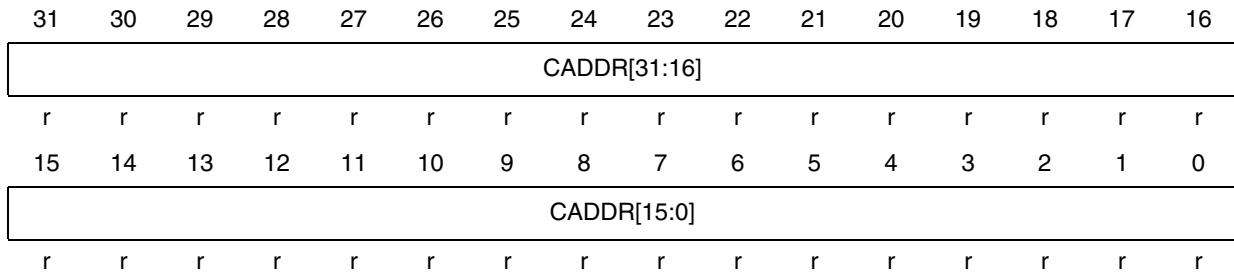 31 30 29 28 27 26 25 24 23 22 21 20 19 18 17 16
CADDR[31:16]
r r r r r r r r r r r r r r r r
15 14 13 12 11 10 9 8 7 6 5 4 3 2 1 0
CADDR[15:0]
r r r r r r r r r r r r r r r r